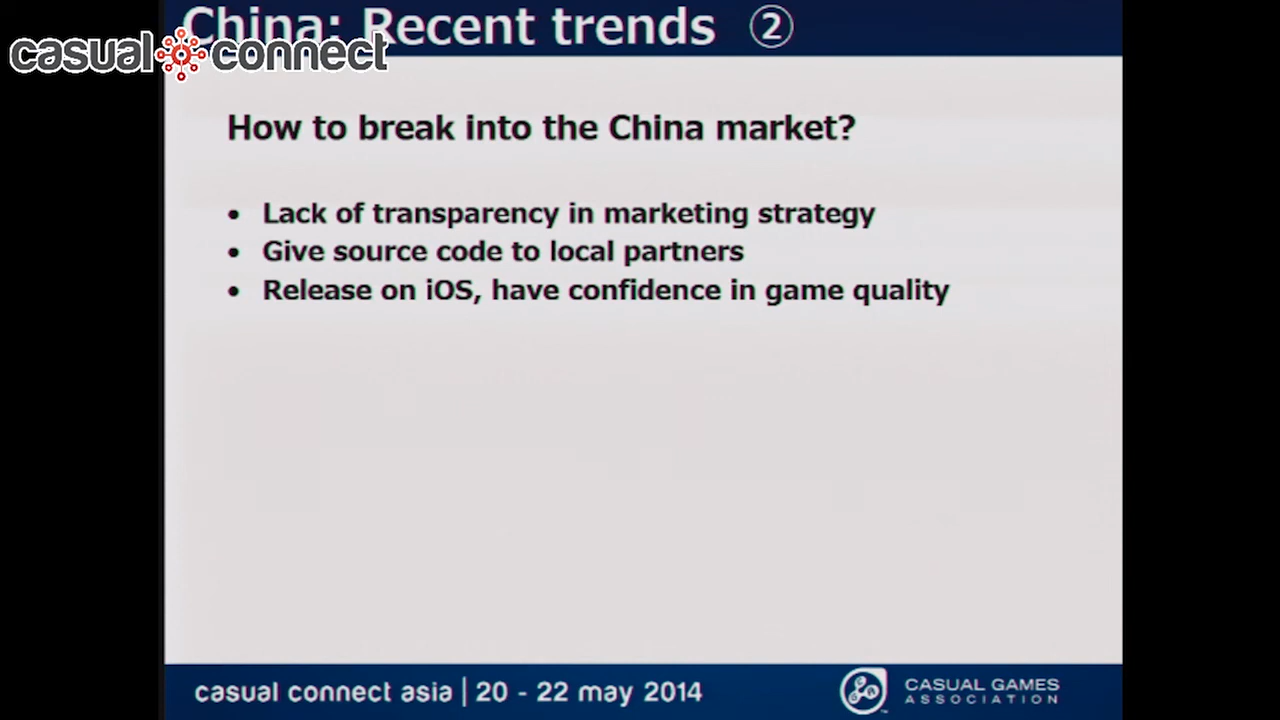 China: Recent trends ②
casual connect
How to break into the China market?
• Lack of transparency in marketing strategy
• Give source code to local partners
• Release on iOS, have confidence in game quality
casual connect asia | 20 - 22 may 2014
CASUAL GAMES
ASSOCIATION